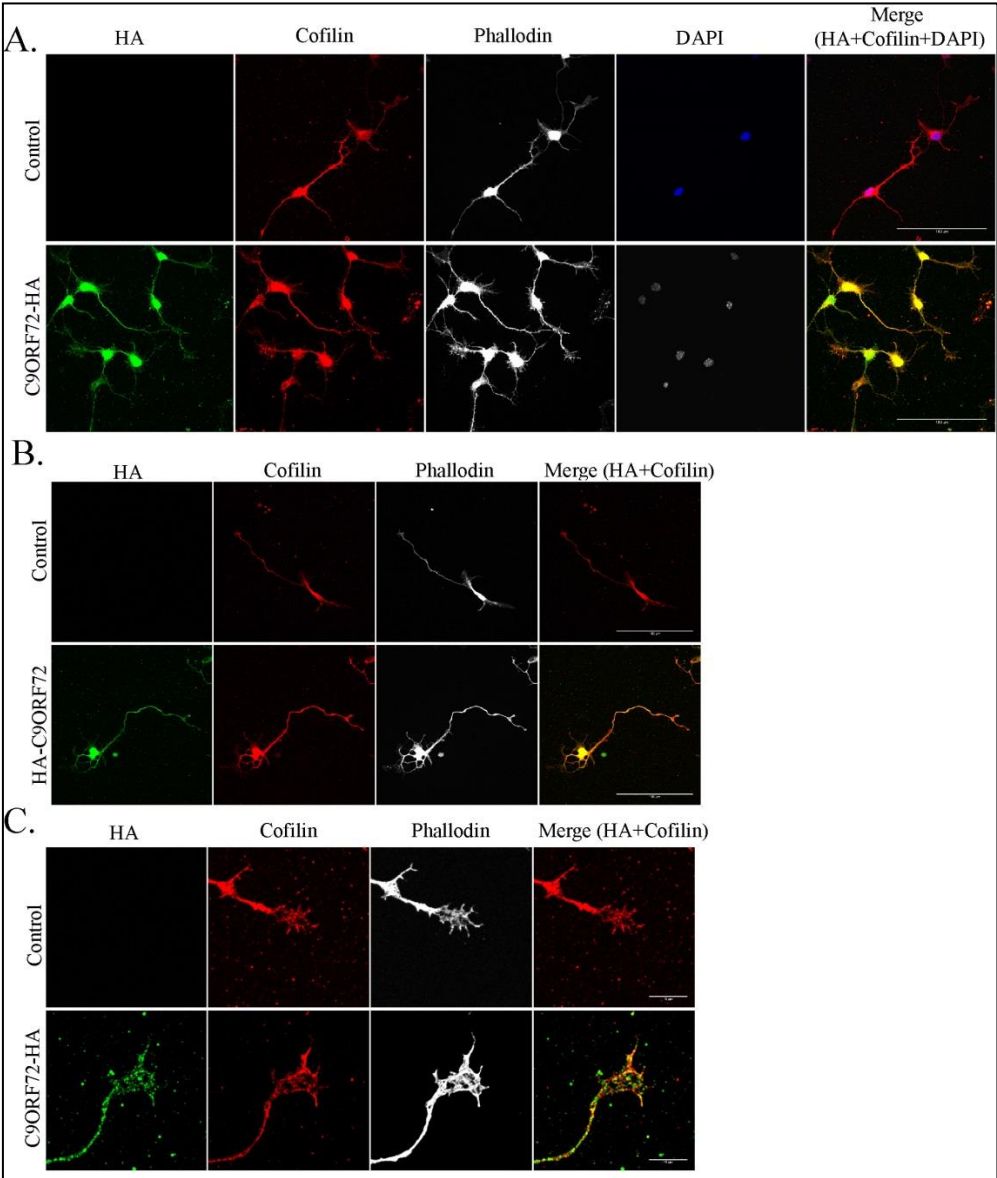 A.
HA
Cofilin
Phallodin
DAPI
Merge
(HA+Cofilin+DAPI)
Control
C9ORF72-HA
B.
HA
Cofilin
Phallodin
Merge (HA+Cofilin)
Control
HA-C9ORF72
C.
HA
Cofilin
Phallodin
Merge (HA+Cofilin)
Control
C9ORF72-HA